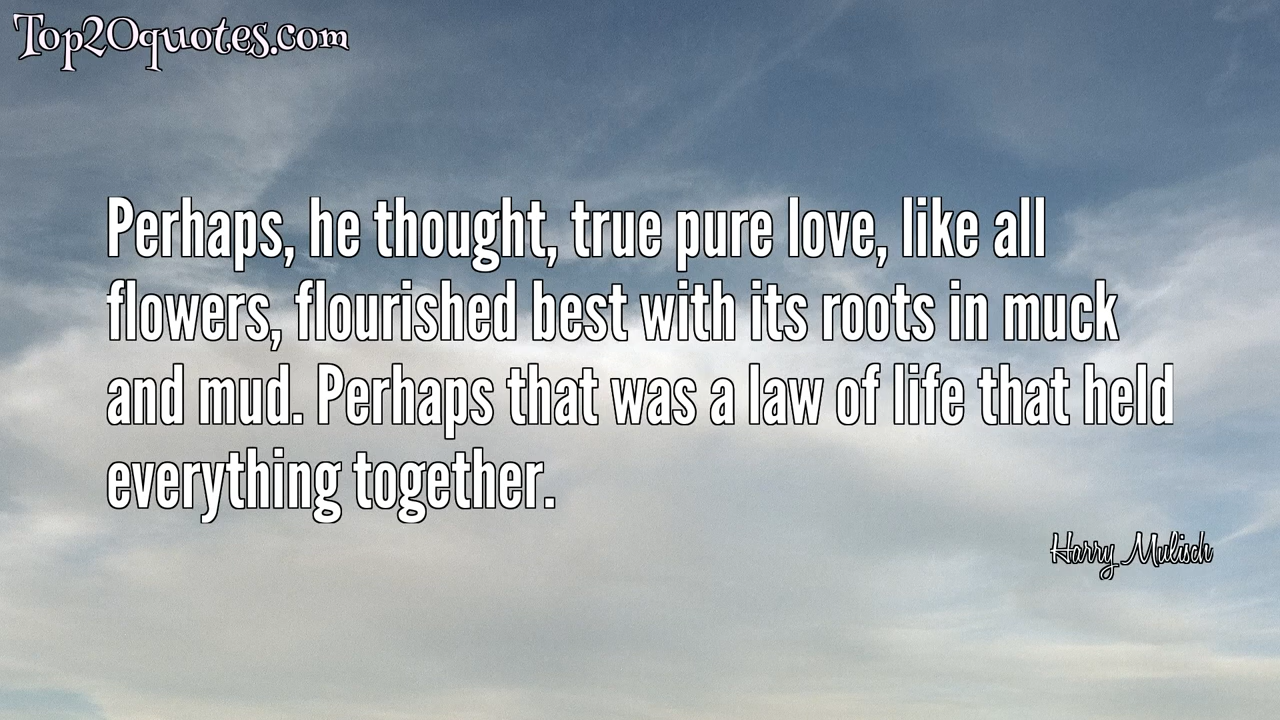 Top20quotes.com
Perhaps, he thought, true pure love, like all
flowers, flourished best with its roots in muck
and mud. Perhaps that was a law of life that held
everything together.
Harry Mulisch